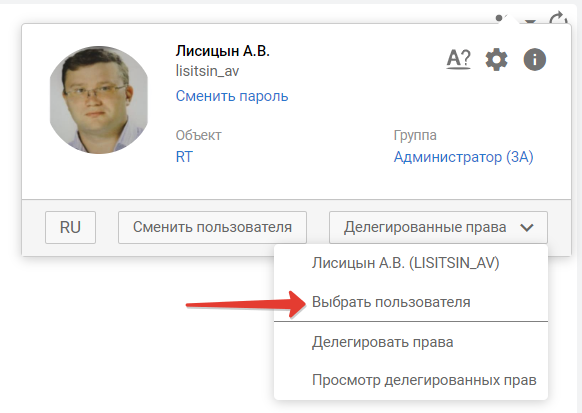 Лисицын А.В.
lisitsin_av
A?
i
Сменить пароль
Объект
Группа
RT
Администратор (ЗА)
RU
Сменить пользователя
Делегированные права
Лисицын А.В. (LISITSIN_AV)
Выбрать пользователя
Делегировать права
Просмотр делегированных прав